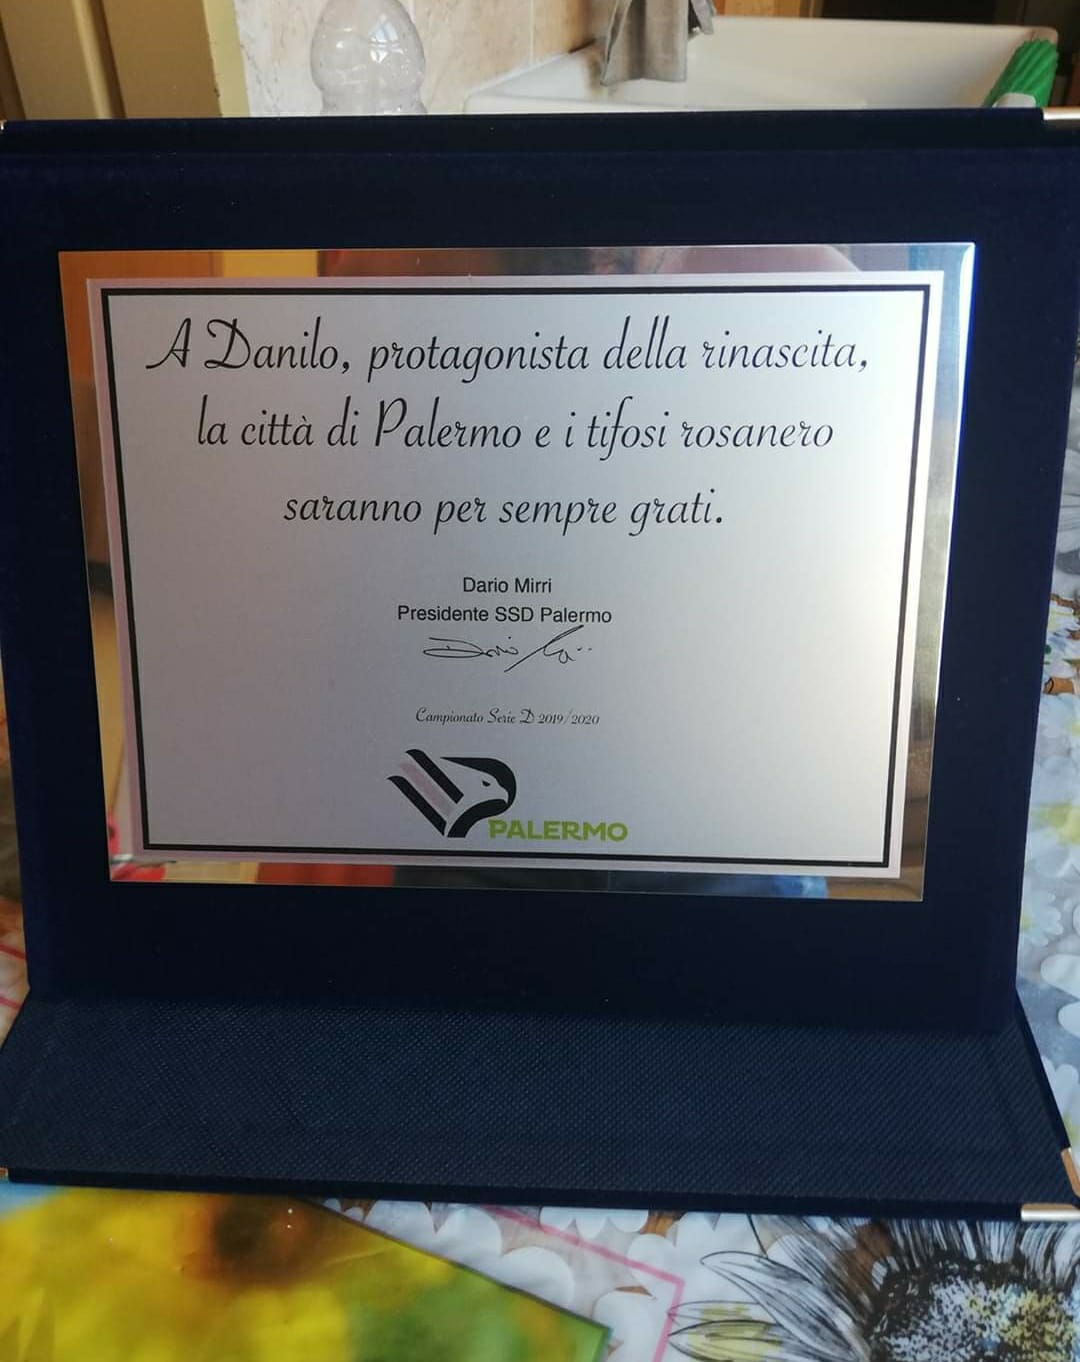 A Danilo, protagonista della rinascita,
la città di Palermo e i tifosi rosanero
saranno per sempre grati.
Dario Mirri
Presidente SSD Palermo
Campionato Serie D 2019/2020
PALERMO